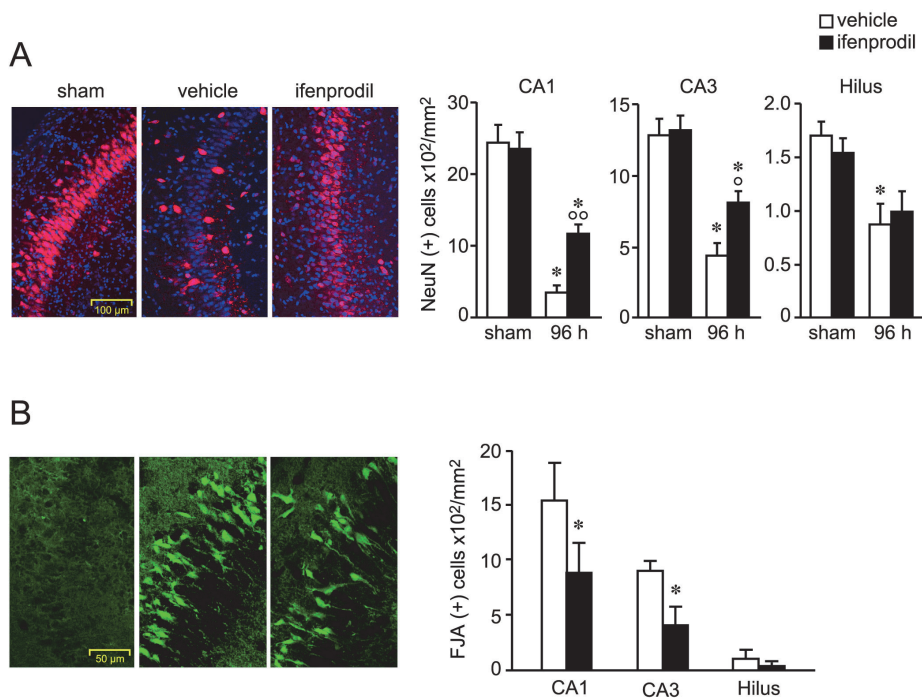 vehicle
ifenprodil
A
sham vehicle ifenprodil
100 µm
CA1
NeuN (+) cells x10²/mm²
30
20
10
0
* * °°
sham 96 h
CA3
15
10
5
0
* * °
sham 96 h
Hilus
2.0
1.5
1.0
0
*
sham 96 h
B
50 µm
FJA (+) cells x10²/mm²
20
15
10
5
0
* *
CA1 CA3 Hilus